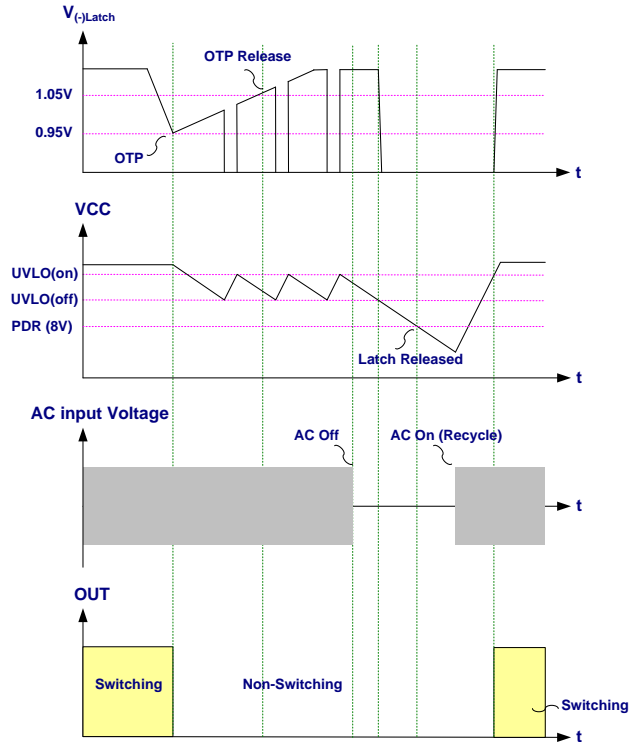 V(-)Latch
OTP Release
1.05V
0.95V
OTP
t
VCC
UVLO(on)
UVLO(off)
PDR (8V)
Latch Released
t
AC input Voltage
AC Off
AC On (Recycle)
t
OUT
Switching
Non-Switching
Switching
t